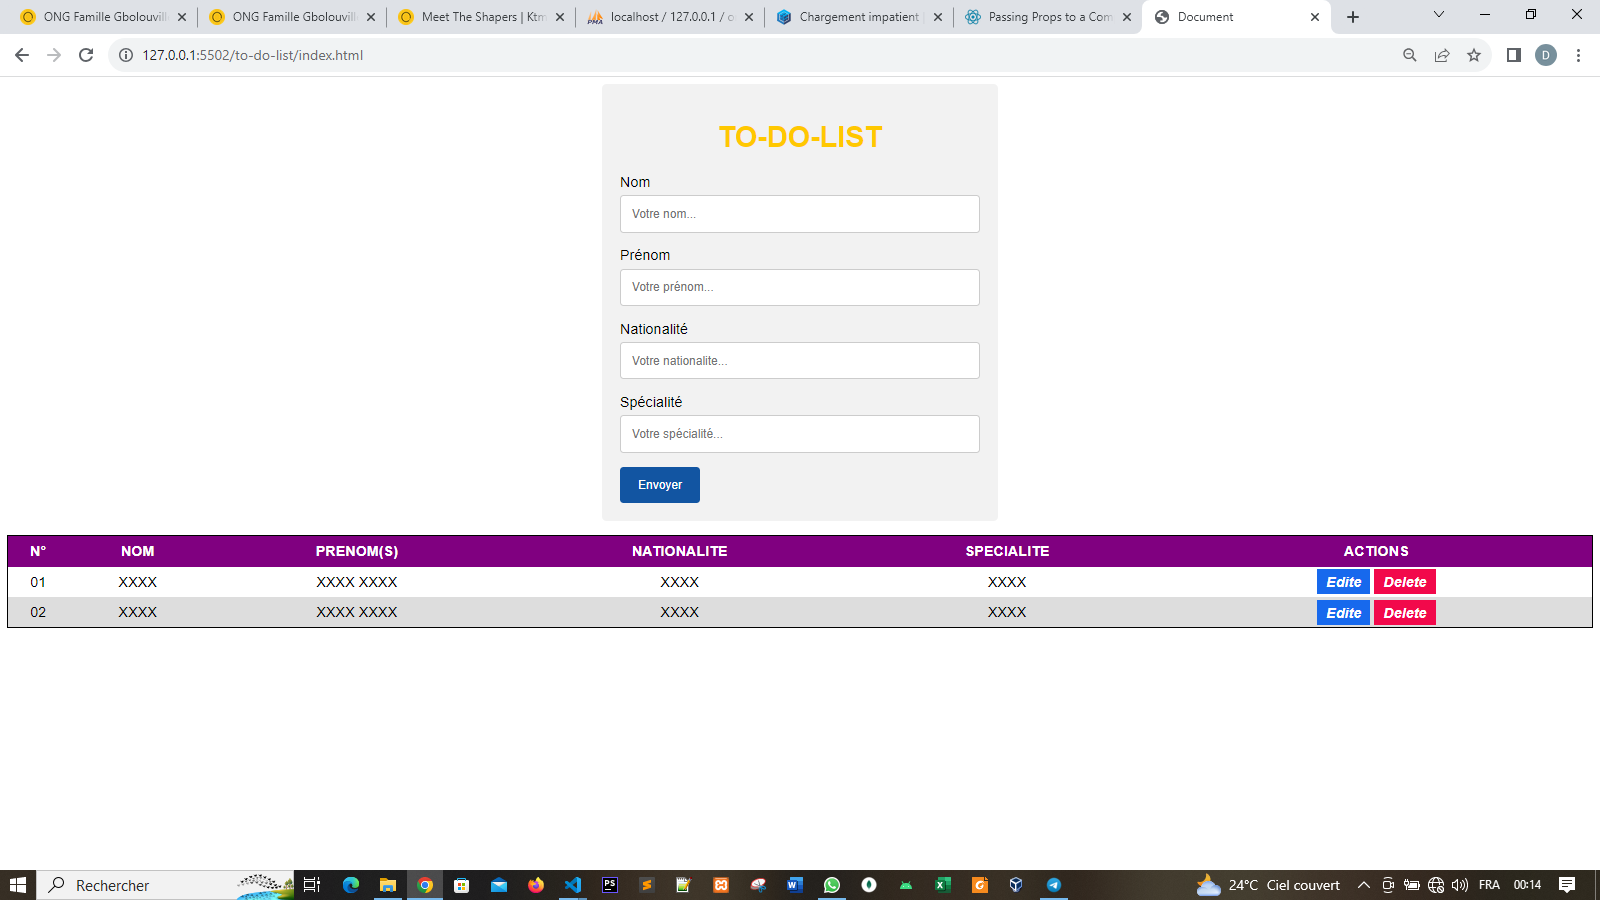 ONG Famille Gbolouvill
ONG Famille Gbolouvill
Meet The Shapers | Ktm
localhost / 127.0.0.1 / o
Chargement impatient
Passing Props to a Com
Document
127.0.0.1:5502/to-do-list/index.html
D
TO-DO-LIST
Nom
Votre nom...
Prénom
Votre prénom...
Nationalité
Votre nationalite...
Spécialité
Votre spécialité...
Envoyer
N° NOM PRENOM(S) NATIONALITE SPECIALITE ACTIONS
01 XXXX XXXX XXXX XXXX XXXX Edite Delete
02 XXXX XXXX XXXX XXXX XXXX Edite Delete
Rechercher
24°C Ciel couvert
FRA
00:14